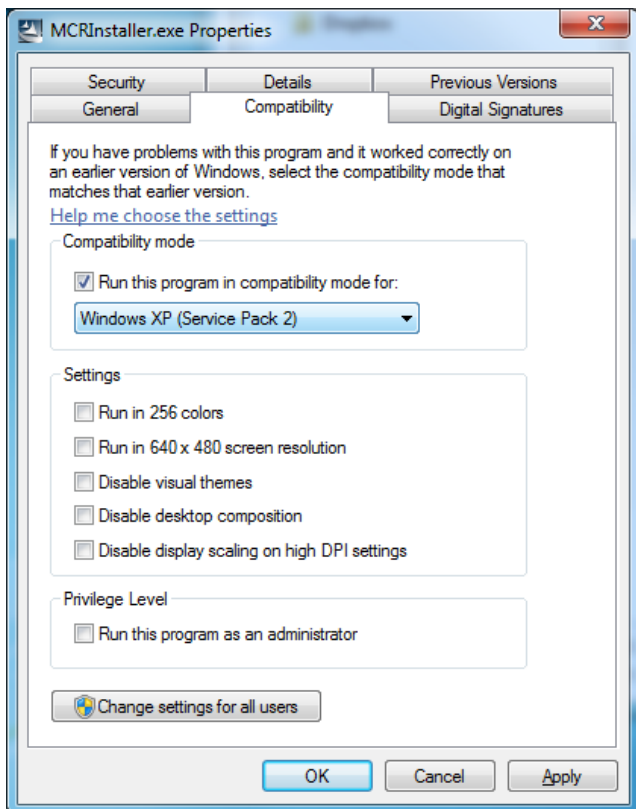 MCRInstaller.exe Properties
Dropbox
Security Details Previous Versions
General Compatibility Digital Signatures
If you have problems with this program and it worked correctly on
an earlier version of Windows, select the compatibility mode that
matches that earlier version.
Help me choose the settings
Compatibility mode
Run this program in compatibility mode for:
Windows XP (Service Pack 2)
Settings
Run in 256 colors
Run in 640 x 480 screen resolution
Disable visual themes
Disable desktop composition
Disable display scaling on high DPI settings
Privilege Level
Run this program as an administrator
Change settings for all users
OK Cancel Apply